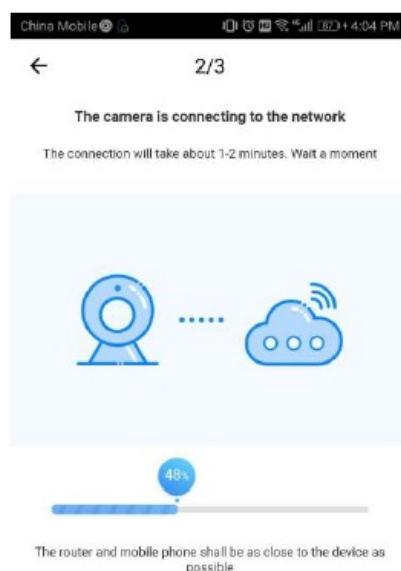 China Mobile 4:04 PM
2/3
The camera is connecting to the network
The connection will take about 1-2 minutes. Wait a moment
48%
The router and mobile phone shall be as close to the device as
possible